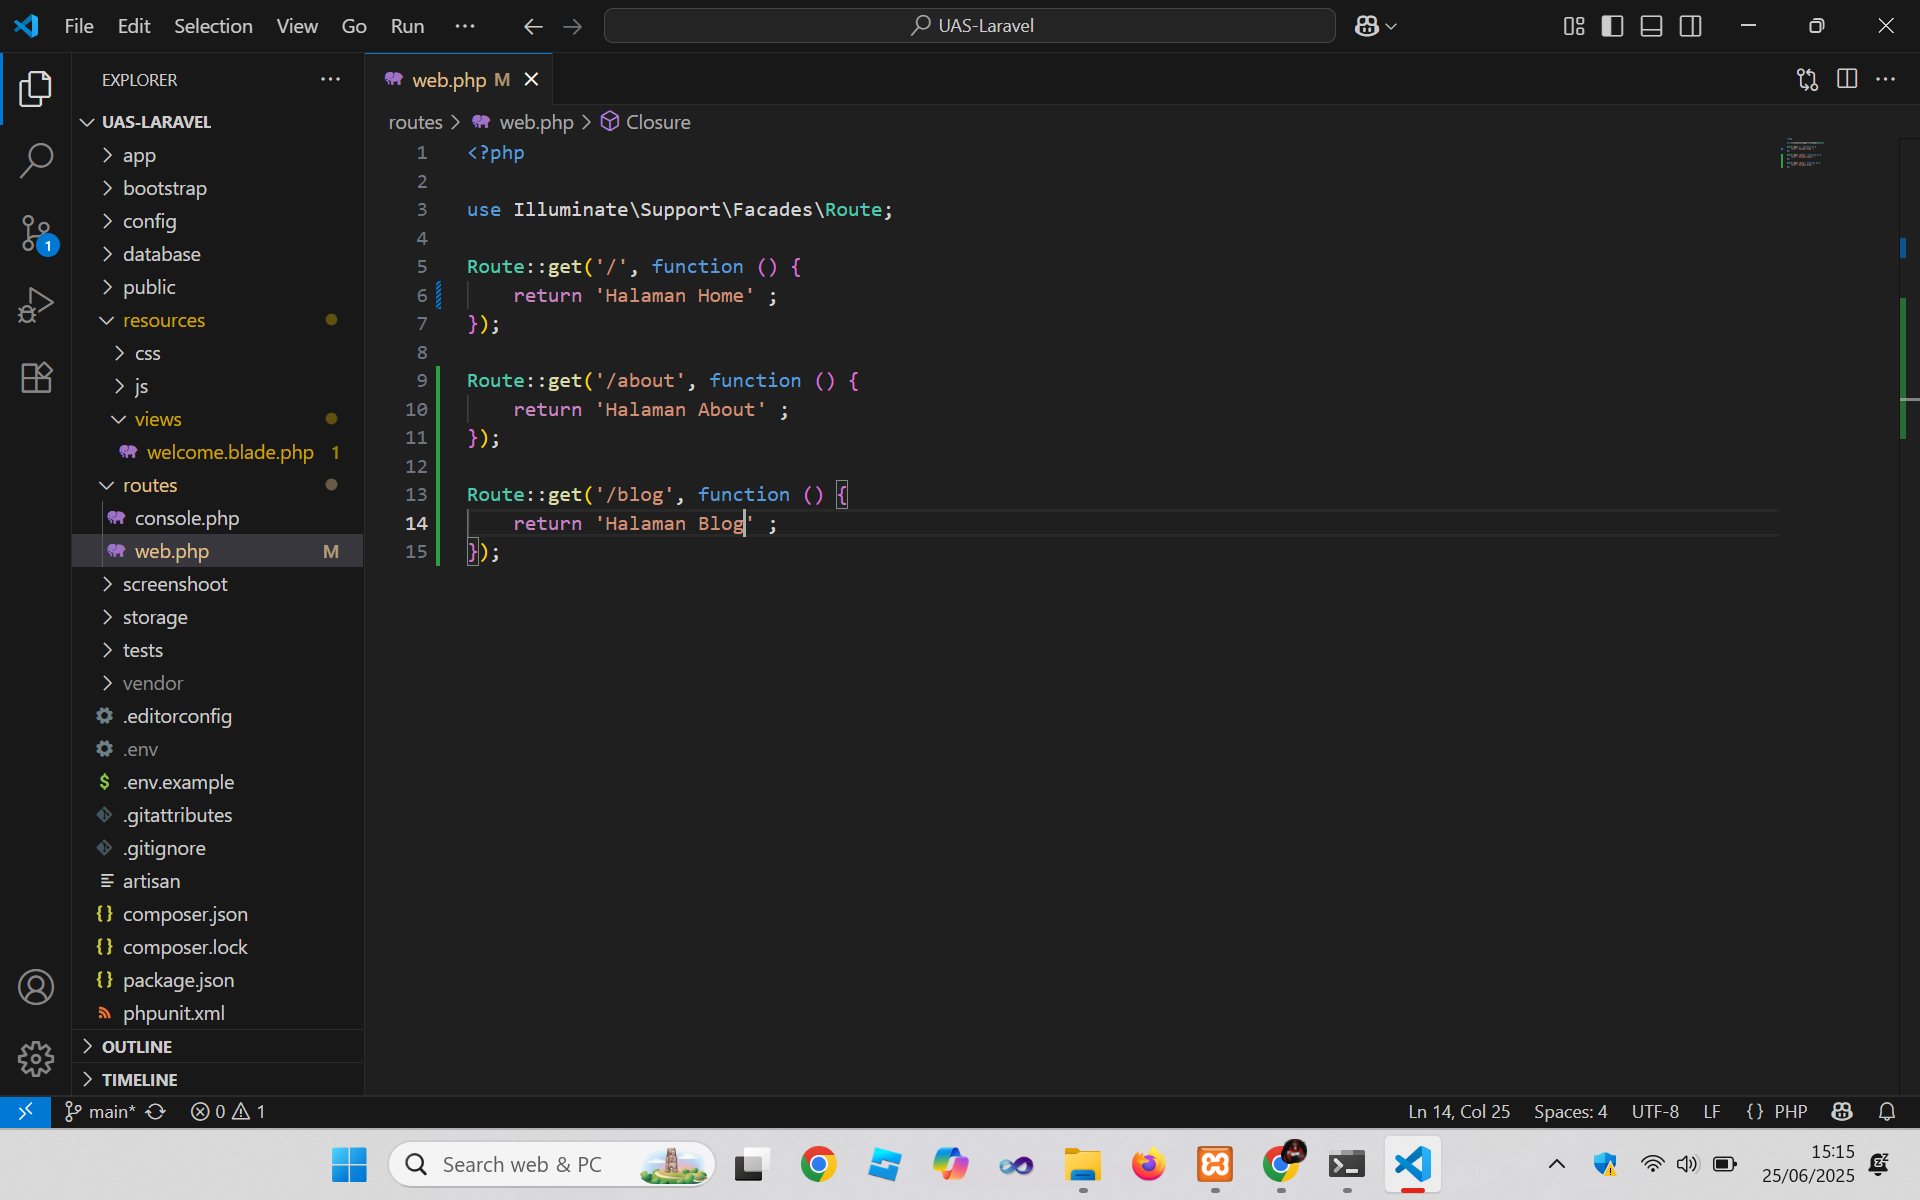 File Edit Selection View Go Run ··· UAS-Laravel
EXPLORER ···
web.php M
UAS-LARAVEL
app
bootstrap
config
database
public
resources
css
js
views
welcome.blade.php 1
routes
console.php
web.php M
screenshoot
storage
tests
vendor
.editorconfig
.env
.env.example
.gitattributes
.gitignore
artisan
composer.json
composer.lock
package.json
phpunit.xml
OUTLINE
TIMELINE
1
routes > web.php > Closure
1 <?php
2
3 use Illuminate\Support\Facades\Route;
4
5 Route::get('/', function () {
6     return 'Halaman Home' ;
7 });
8
9 Route::get('/about', function () {
10     return 'Halaman About' ;
11 });
12
13 Route::get('/blog', function () {
14     return 'Halaman Blog' ;
15 });
main* 0 1
Ln 14, Col 25 Spaces: 4 UTF-8 LF {} PHP
Search web & PC
15:15
25/06/2025